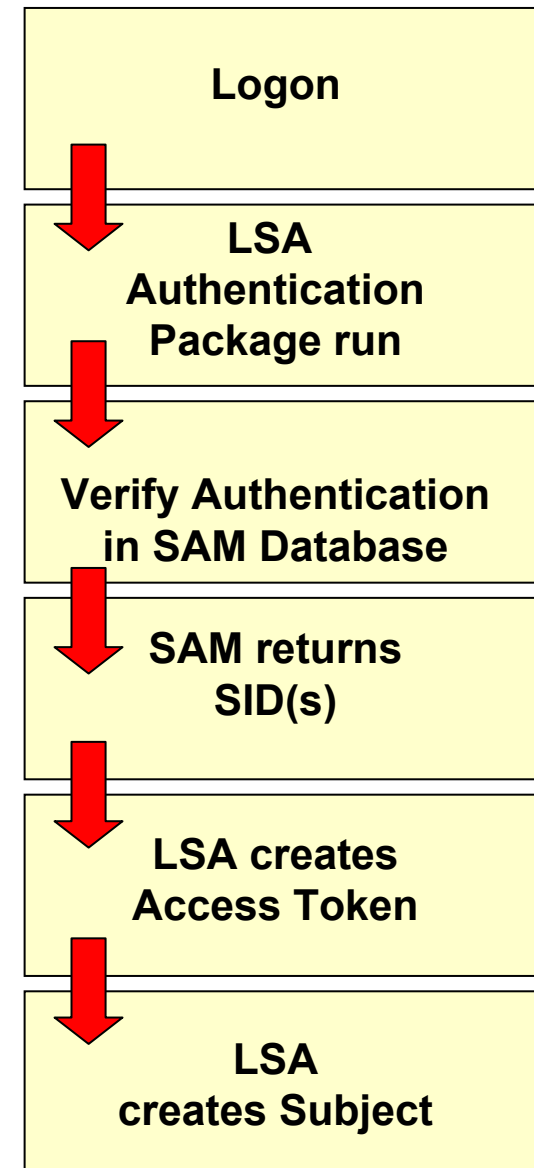 Logon
LSA
Authentication
Package run
Verify Authentication
in SAM Database
SAM returns
SID(s)
LSA creates
Access Token
LSA
creates Subject